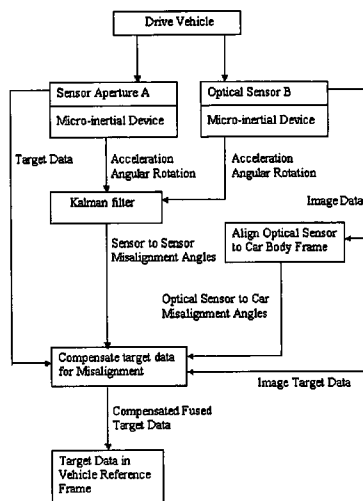 Drive Vehicle
Sensor Aperture A
Micro-inertial Device
Optical Sensor B
Micro-inertial Device
Target Data
Acceleration
Angular Rotation
Acceleration
Angular Rotation
Kalman filter
Image Data
Align Optical Sensor
to Car Body Frame
Sensor to Sensor
Misalignment Angles
Optical Sensor to Car
Misalignment Angles
Compensate target data
for Misalignment
Image Target Data
Compensated Fused
Target Data
Target Data in
Vehicle Reference
Frame